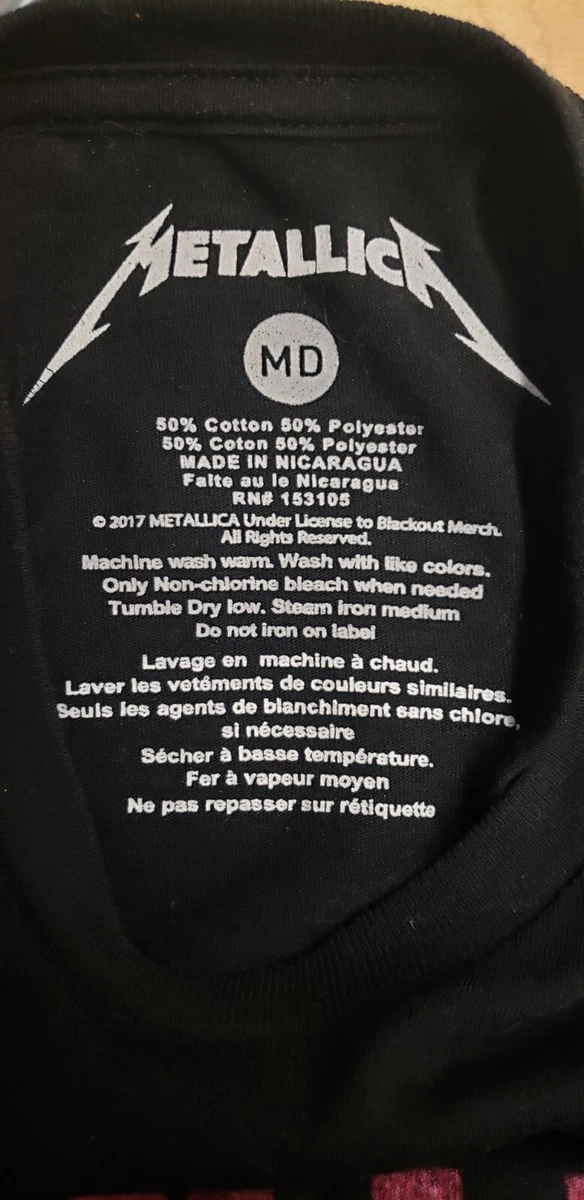 METALLICA
MD
50% Cotton 50% Polyester
50% Coton 50% Polyester
MADE IN NICARAGUA
Faite au le Nicaragua
RN# 153105
© 2017 METALLICA Under License to Blackout Merch.
All Rights Reserved.
Machine wash warm. Wash with like colors.
Only Non-chlorine bleach when needed
Tumble Dry low. Steam iron medium
Do not iron on label
Lavage en machine à chaud.
Laver les vetéments de couleurs similaires.
Seuls les agents de blanchiment sans chlore,
si nécessaire
Sécher à basse température.
Fer à vapeur moyen
Ne pas repasser sur rétiquette